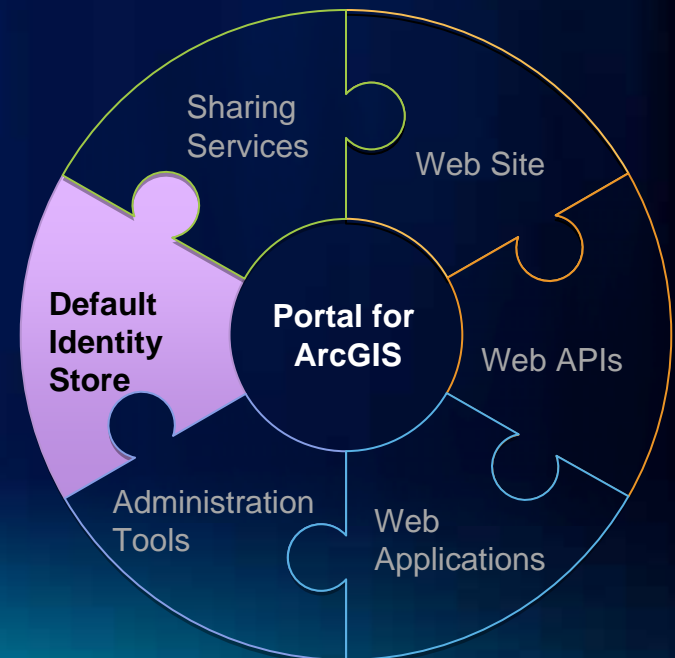 Sharing
Services
Web Site
Default
Identity
Store
Portal for
ArcGIS
Web APIs
Administration
Tools
Web
Applications